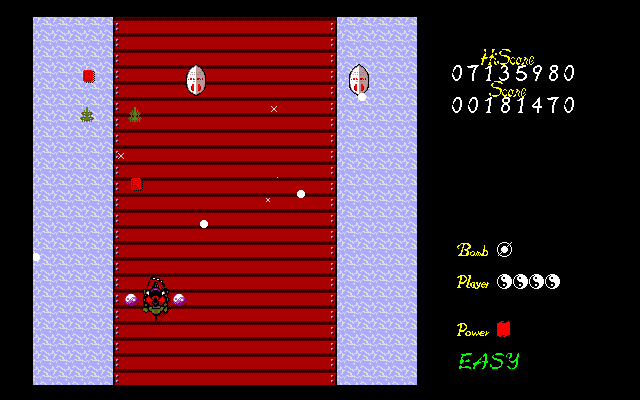 HiScore
07135980
Score
00181470
Bomb
Player
Power
EASY